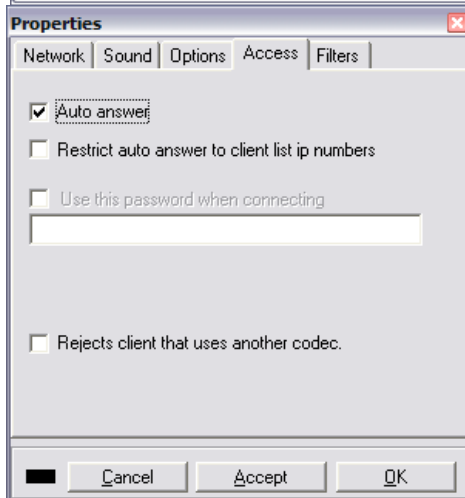 Properties
Network Sound Options Access Filters
Auto answer
Restrict auto answer to client list ip numbers
Use this password when connecting
Rejects client that uses another codec.
Cancel Accept OK